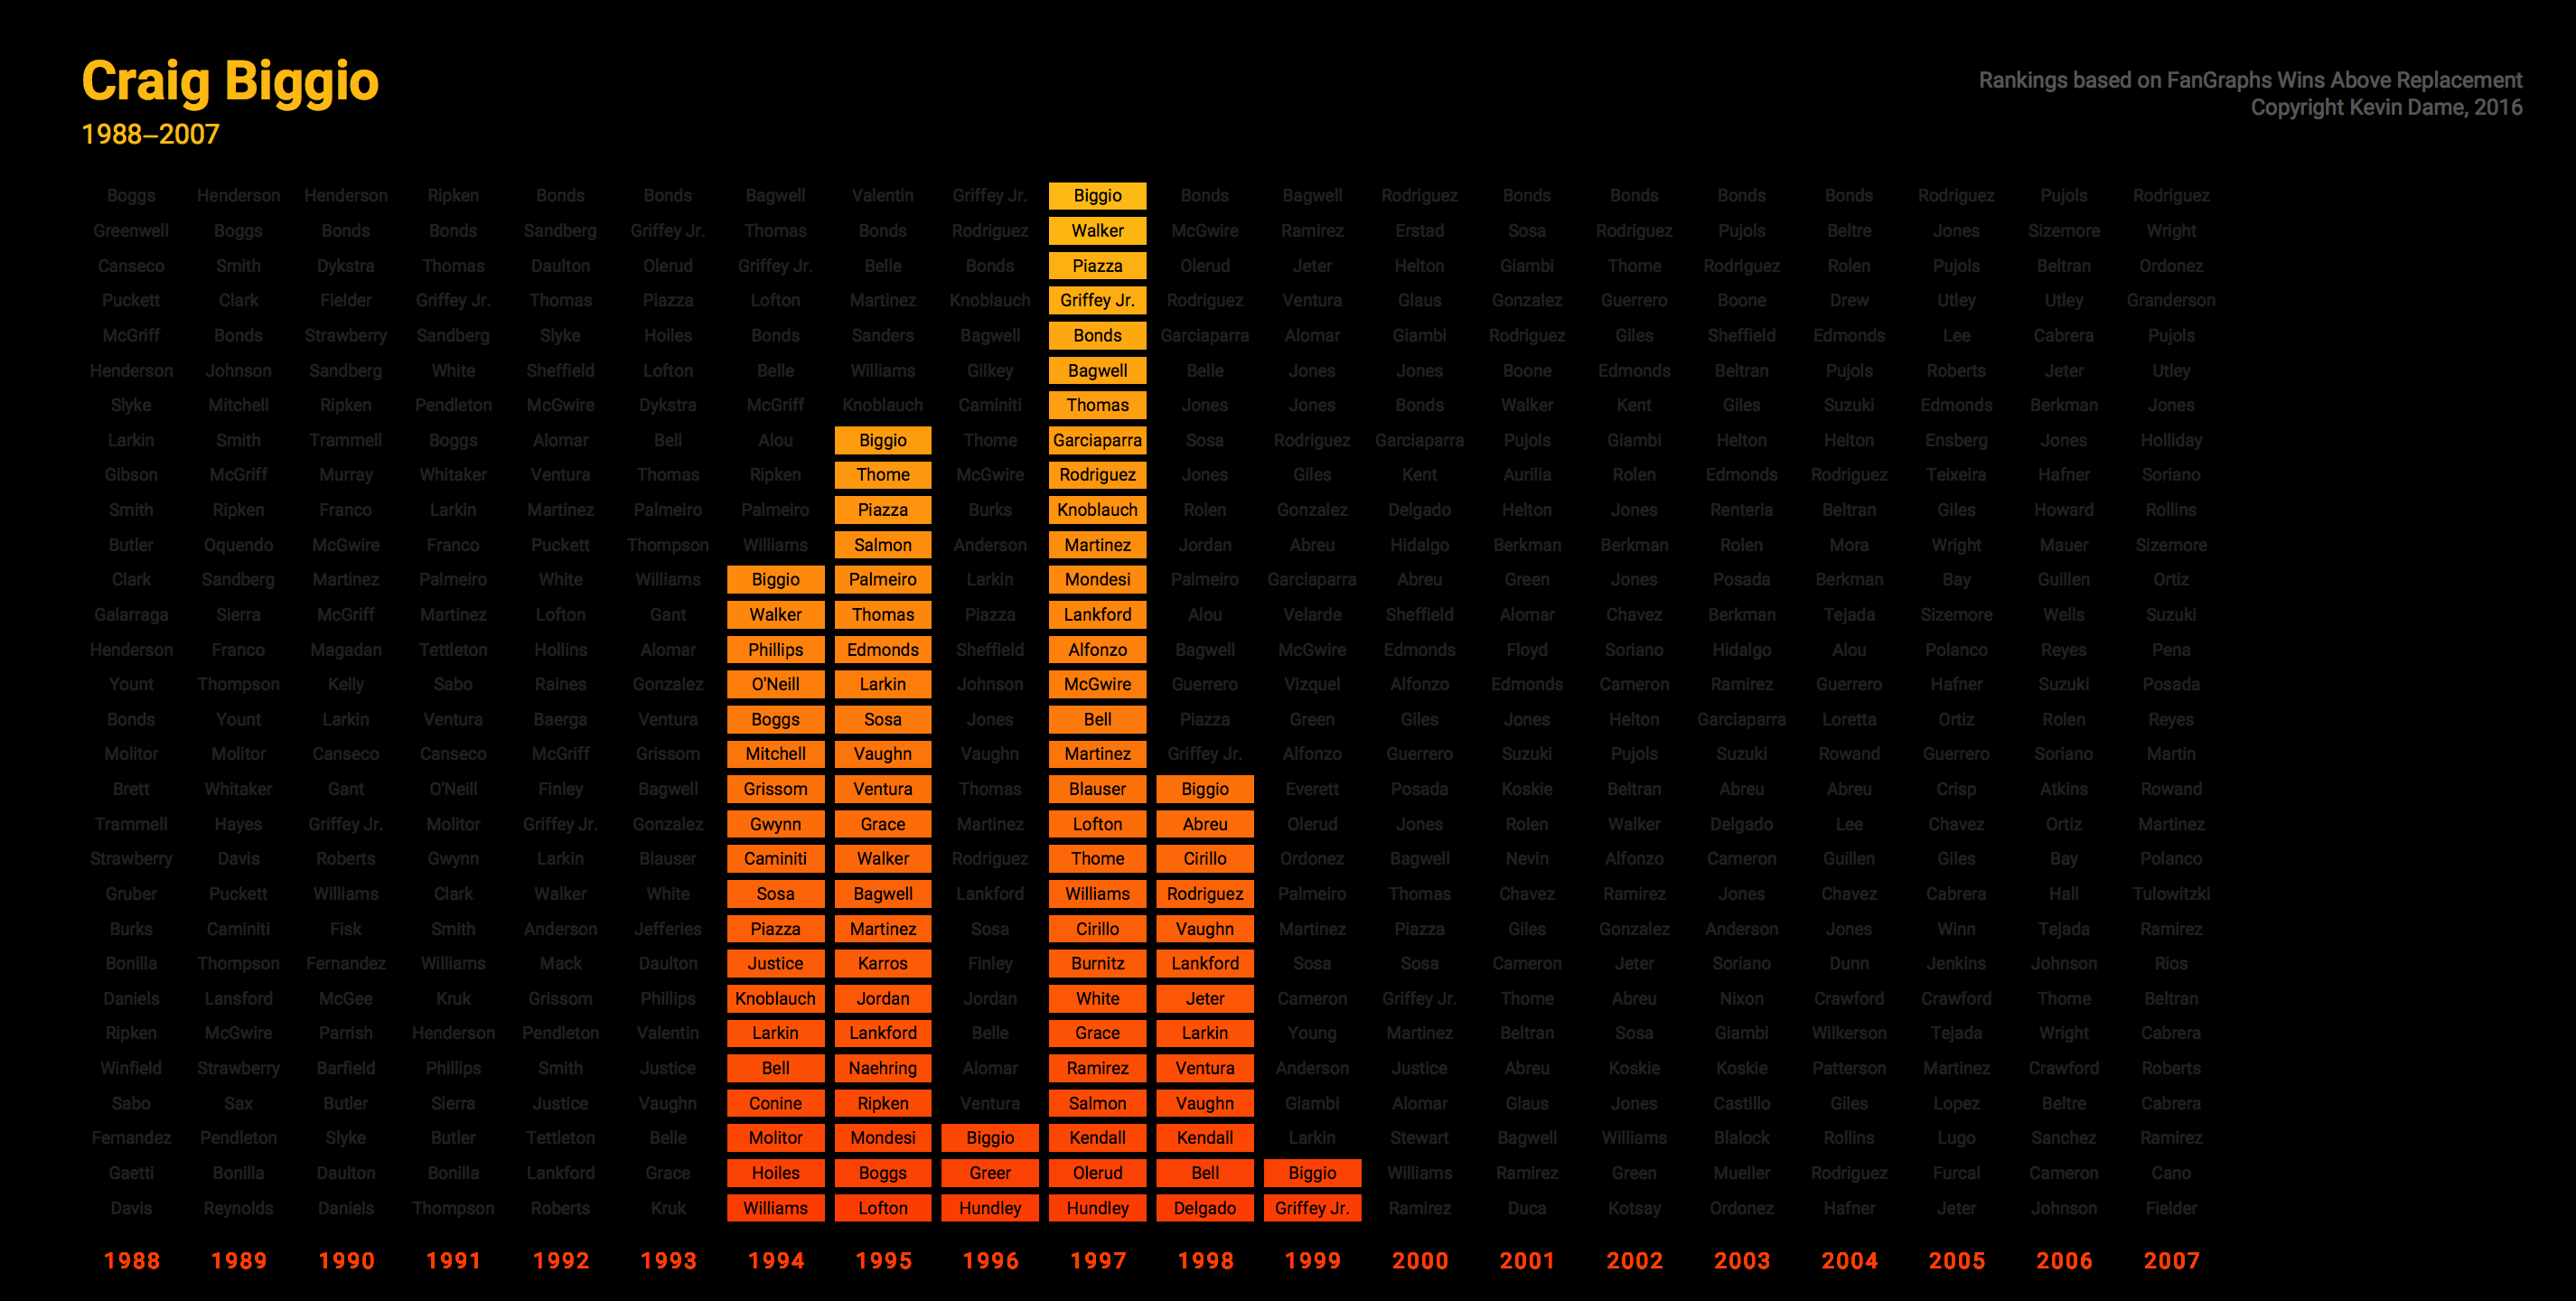 Craig Biggio
1988–2007
Rankings based on FanGraphs Wins Above Replacement
Copyright Kevin Dame, 2016
Boggs Henderson Henderson Ripken Bonds Bonds Bagwell Valentin Griffey Jr. Biggio Bonds Bagwell Rodriguez Bonds Bonds Bonds Bonds Rodriguez Pujols Rodriguez
Greenwell Boggs Bonds Bonds Sandberg Griffey Jr. Thomas Bonds Rodriguez Walker McGwire Ramirez Erstad Sosa Rodriguez Pujols Beltre Jones Sizemore Wright
Canseco Smith Dykstra Thomas Daulton Olerud Griffey Jr. Belle Bonds Piazza Olerud Jeter Helton Giambi Thome Rodriguez Rolen Pujols Beltran Ordonez
Puckett Clark Fielder Griffey Jr. Thomas Piazza Lofton Martinez Knoblauch Griffey Jr. Rodriguez Ventura Glaus Gonzalez Guerrero Boone Drew Utley Utley Granderson
McGriff Bonds Strawberry Sandberg Slyke Hoiles Bonds Sanders Bagwell Bonds Garciaparra Alomar Giambi Rodriguez Giles Sheffield Edmonds Lee Cabrera Pujols
Henderson Johnson Sandberg White Sheffield Lofton Belle Williams Gilkey Bagwell Belle Jones Jones Boone Edmonds Beltran Pujols Roberts Jeter Utley
Slyke Mitchell Ripken Pendleton McGwire Dykstra McGriff Knoblauch Caminiti Thomas Jones Jones Bonds Walker Kent Giles Suzuki Edmonds Berkman Jones
Larkin Smith Trammell Boggs Alomar Bell Alou Biggio Thome Garciaparra Sosa Rodriguez Garciaparra Pujols Giambi Helton Helton Ensberg Jones Holliday
Gibson McGriff Murray Whitaker Ventura Thomas Ripken Thome McGwire Rodriguez Jones Giles Kent Aurilia Rolen Edmonds Rodriguez Teixeira Hafner Soriano
Smith Ripken Franco Larkin Martinez Palmeiro Palmeiro Piazza Burks Knoblauch Rolen Gonzalez Delgado Helton Jones Renteria Beltran Giles Howard Rollins
Butler Oquendo McGwire Franco Puckett Thompson Williams Salmon Anderson Martinez Jordan Abreu Hidalgo Berkman Berkman Rolen Mora Wright Mauer Sizemore
Clark Sandberg Martinez Palmeiro White Williams Biggio Palmeiro Larkin Mondesi Palmeiro Garciaparra Abreu Green Jones Posada Berkman Bay Guillen Ortiz
Galarraga Sierra McGriff Martinez Lofton Gant Walker Thomas Piazza Lankford Alou Velarde Sheffield Alomar Chavez Berkman Tejada Sizemore Wells Suzuki
Henderson Franco Magadan Tettleton Hollins Alomar Phillips Edmonds Sheffield Alfonzo Bagwell McGwire Edmonds Floyd Soriano Hidalgo Alou Polanco Reyes Pena
Yount Thompson Kelly Sabo Raines Gonzalez O'Neill Larkin Johnson McGwire Guerrero Vizquel Alfonzo Edmonds Cameron Ramirez Guerrero Hafner Suzuki Posada
Bonds Yount Larkin Ventura Baerga Ventura Boggs Sosa Jones Bell Piazza Green Giles Jones Helton Garciaparra Loretta Ortiz Rolen Reyes
Molitor Molitor Canseco Canseco McGriff Grissom Mitchell Vaughn Vaughn Martinez Griffey Jr. Alfonzo Guerrero Suzuki Pujols Suzuki Rowand Guerrero Soriano Martin
Brett Whitaker Gant O'Neill Finley Bagwell Grissom Ventura Thomas Blauser Biggio Everett Posada Koskie Beltran Abreu Abreu Crisp Atkins Rowand
Trammell Hayes Griffey Jr. Molitor Griffey Jr. Gonzalez Gwynn Grace Martinez Lofton Abreu Olerud Jones Rolen Walker Delgado Lee Chavez Ortiz Martinez
Strawberry Davis Roberts Gwynn Larkin Blauser Caminiti Walker Rodriguez Thome Cirillo Ordonez Bagwell Nevin Alfonzo Cameron Guillen Giles Bay Polanco
Gruber Puckett Williams Clark Walker White Sosa Bagwell Lankford Williams Rodriguez Palmeiro Thomas Chavez Ramirez Jones Chavez Cabrera Hall Tulowitzki
Burks Caminiti Fisk Smith Anderson Jefferies Piazza Martinez Sosa Cirillo Vaughn Martinez Piazza Giles Gonzalez Anderson Jones Winn Tejada Ramirez
Bonilla Thompson Fernandez Williams Mack Daulton Justice Karros Finley Burnitz Lankford Sosa Sosa Cameron Jeter Soriano Dunn Jenkins Johnson Rios
Daniels Lansford McGee Kruk Grissom Phillips Knoblauch Jordan Jordan White Jeter Cameron Griffey Jr. Thome Abreu Nixon Crawford Crawford Thome Beltran
Ripken McGwire Parrish Henderson Pendleton Valentin Larkin Lankford Belle Grace Larkin Young Martinez Beltran Sosa Giambi Wilkerson Tejada Wright Cabrera
Winfield Strawberry Barfield Phillips Smith Justice Bell Naehring Alomar Ramirez Ventura Anderson Justice Abreu Koskie Koskie Patterson Martinez Crawford Roberts
Sabo Sax Butler Sierra Justice Vaughn Conine Ripken Ventura Salmon Vaughn Giambi Alomar Glaus Jones Castillo Giles Lopez Beltre Cabrera
Fernandez Pendleton Slyke Butler Tettleton Belle Molitor Mondesi Biggio Kendall Kendall Larkin Stewart Bagwell Williams Blalock Rollins Lugo Sanchez Ramirez
Gaetti Bonilla Daulton Bonilla Lankford Grace Hoiles Boggs Greer Olerud Bell Biggio Williams Ramirez Green Mueller Rodriguez Furcal Cameron Cano
Davis Reynolds Daniels Thompson Roberts Kruk Williams Lofton Hundley Hundley Delgado Griffey Jr. Ramirez Duca Kotsay Ordonez Hafner Jeter Johnson Fielder
1988 1989 1990 1991 1992 1993 1994 1995 1996 1997 1998 1999 2000 2001 2002 2003 2004 2005 2006 2007